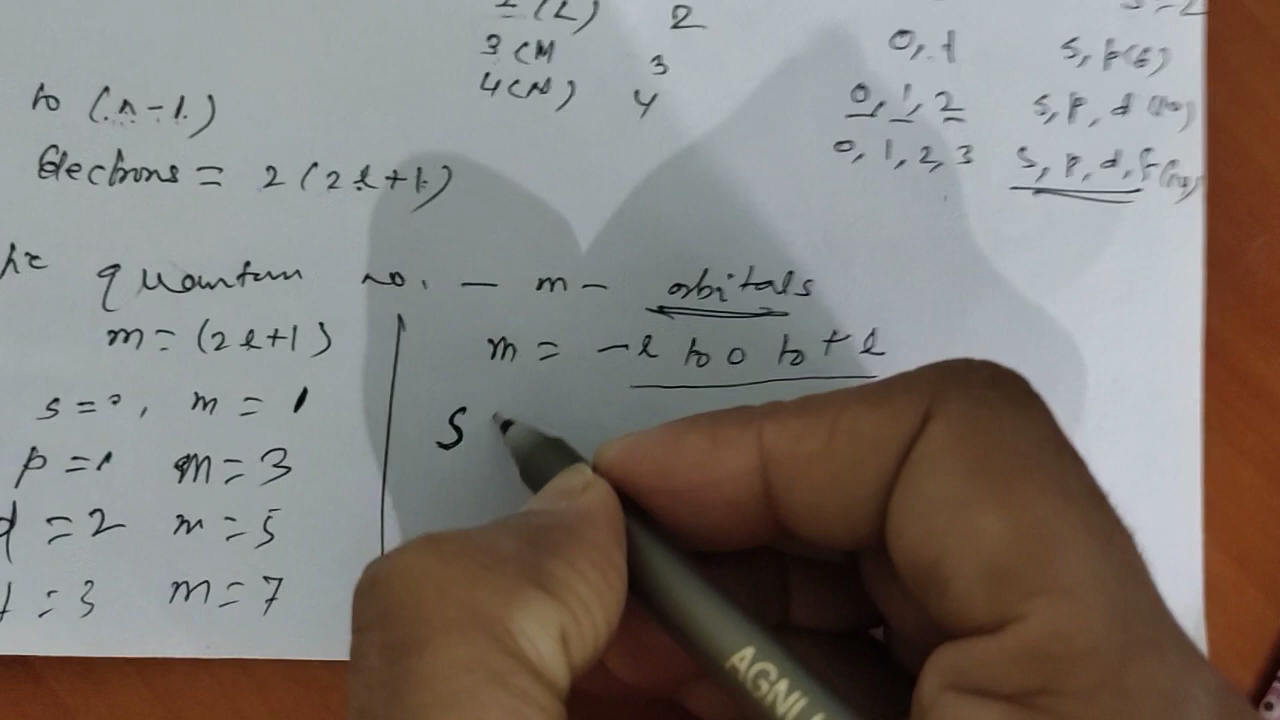 2 (L) 2
3 (M 3
4 (N) 4
0, 1 s, p(
0, 1, 2 s, p, d
0, 1, 2, 3 s, p, d, f
to (n-1)
Electrons = 2(2l+1)
quantum no. - m - orbitals
m = (2l+1) m = -l to 0 to +l
s = 0, m = 1 S
p = 1 m = 3
d = 2 m = 5
f = 3 m = 7
AGNI